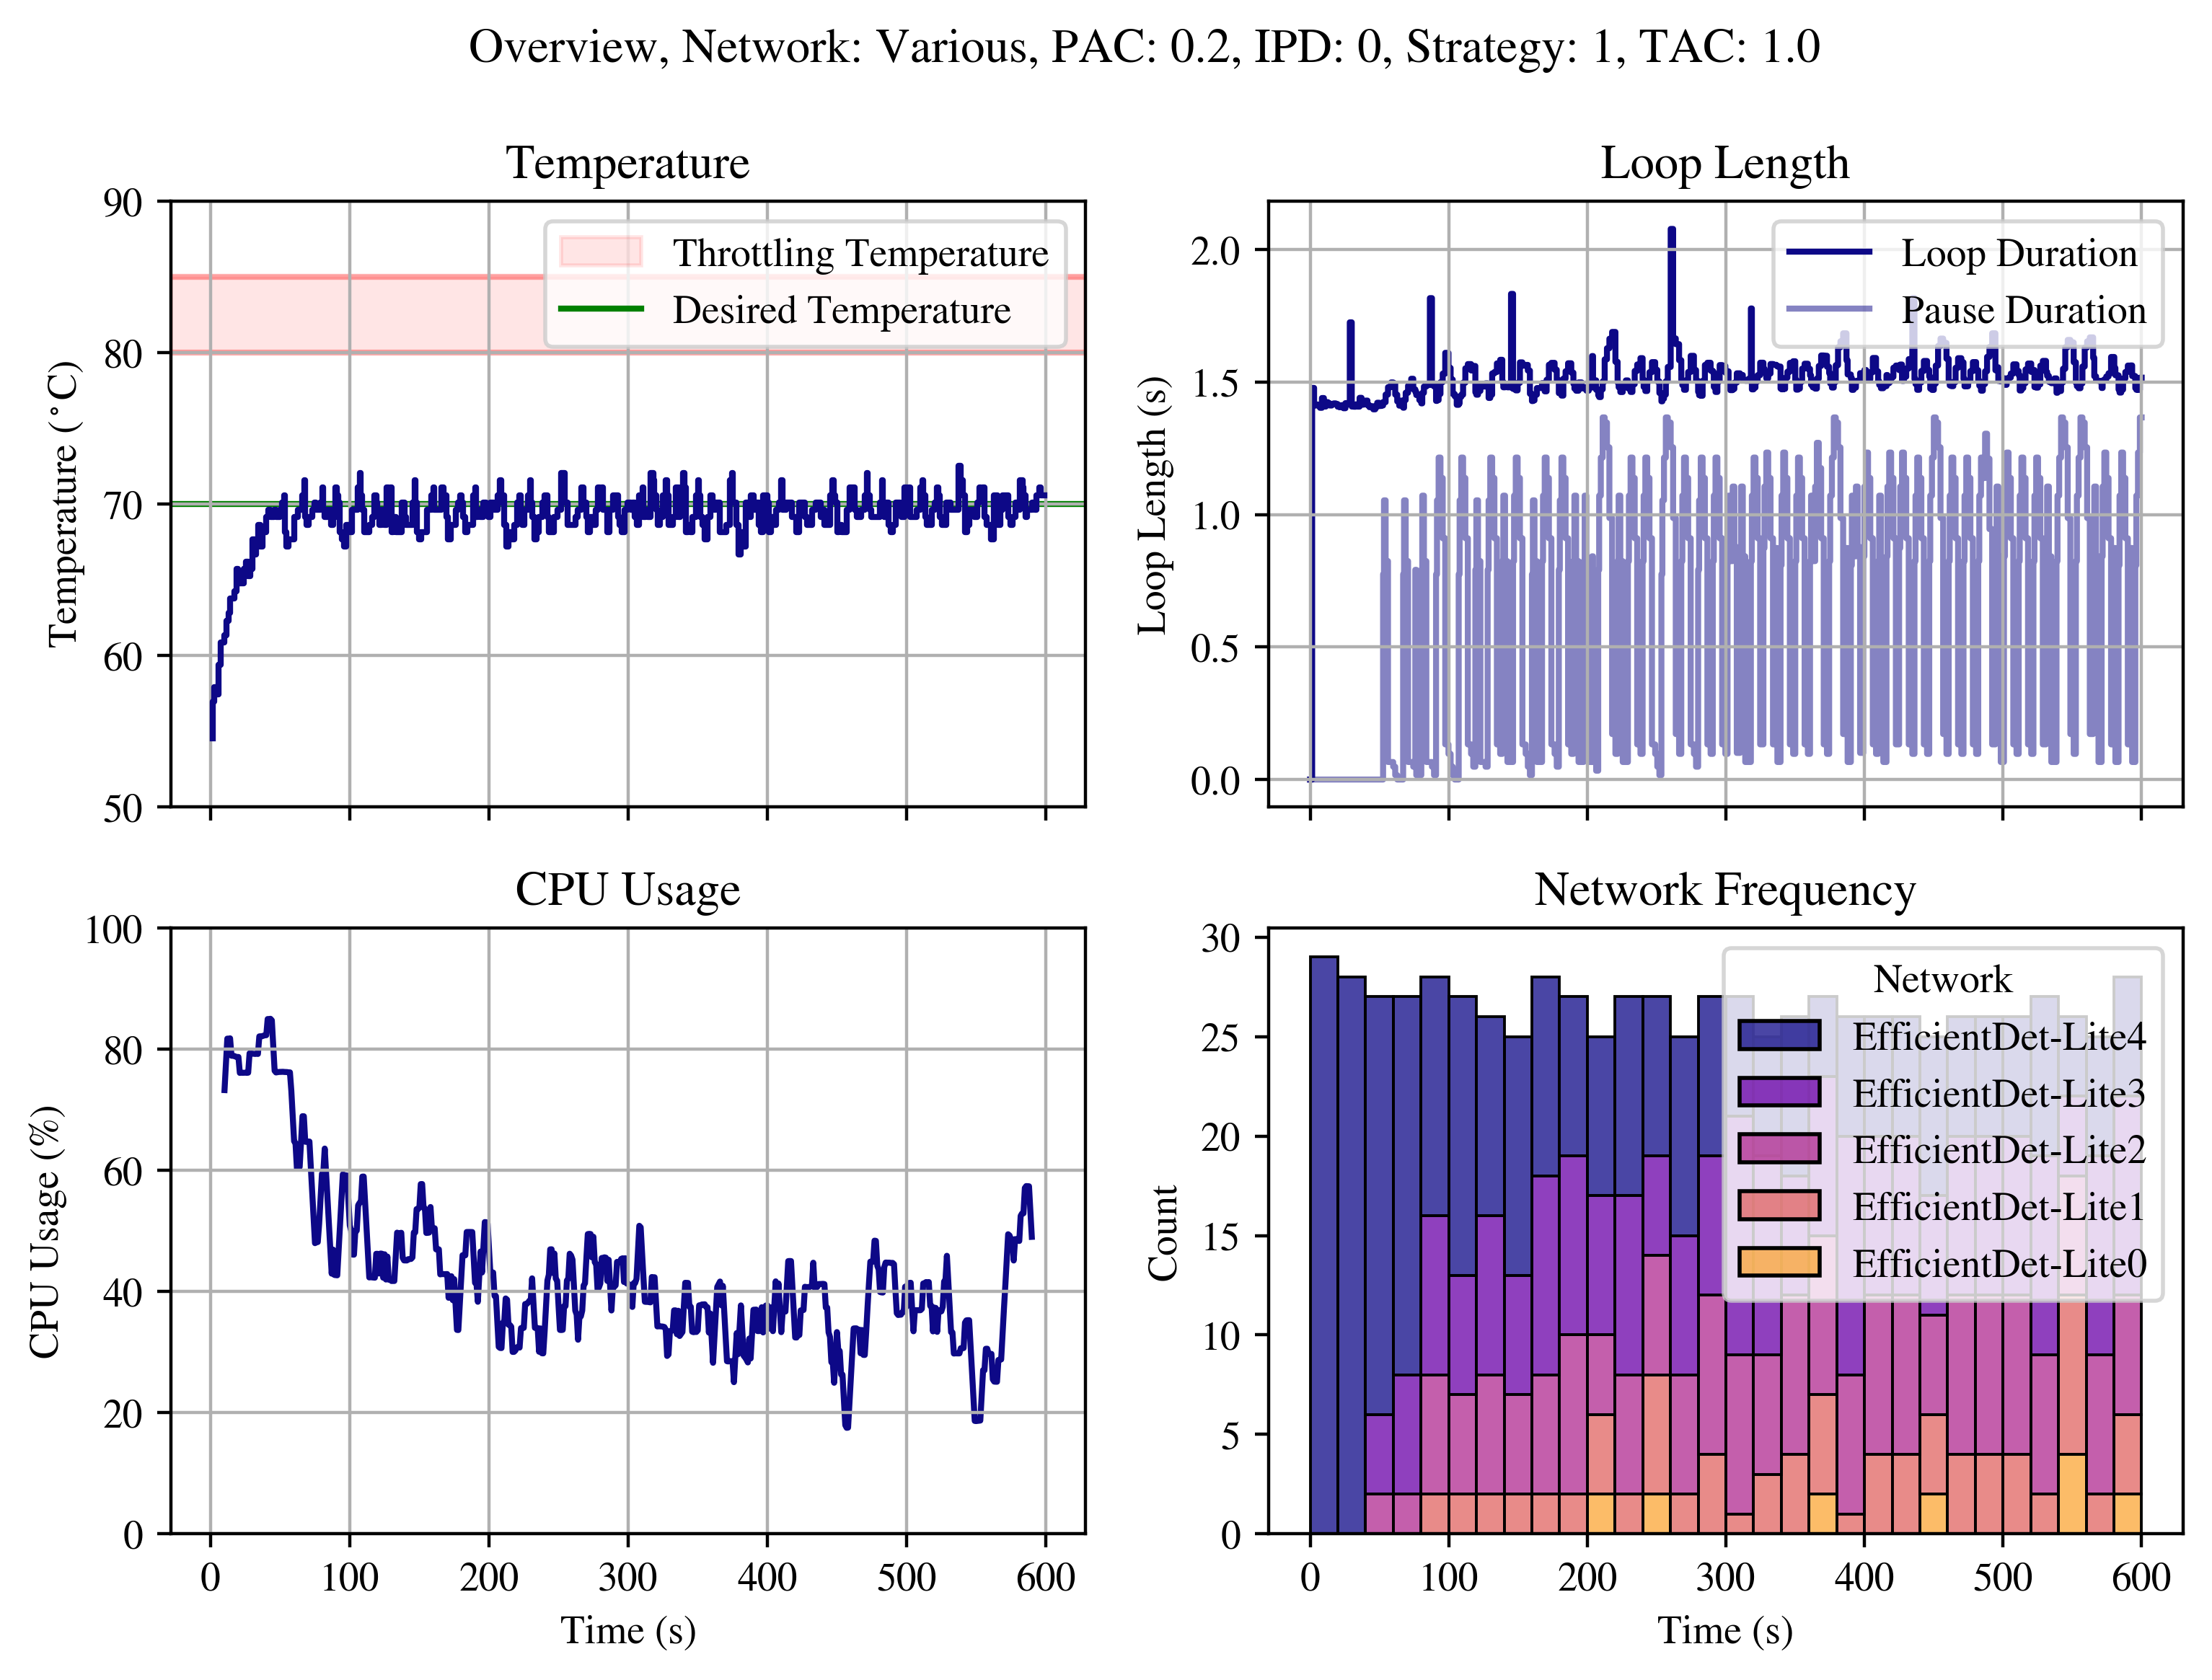 Overview, Network: Various, PAC: 0.2, IPD: 0, Strategy: 1, TAC: 1.0
Temperature
90
80
70
60
50
Temperature (°C)
Throttling Temperature
Desired Temperature
Loop Length
2.0
1.5
1.0
0.5
0.0
Loop Length (s)
Loop Duration
Pause Duration
CPU Usage
100
80
60
40
20
0
CPU Usage (%)
0 100 200 300 400 500 600
Time (s)
Network Frequency
30
25
20
15
10
5
0
Count
Network
EfficientDet-Lite4
EfficientDet-Lite3
EfficientDet-Lite2
EfficientDet-Lite1
EfficientDet-Lite0
0 100 200 300 400 500 600
Time (s)